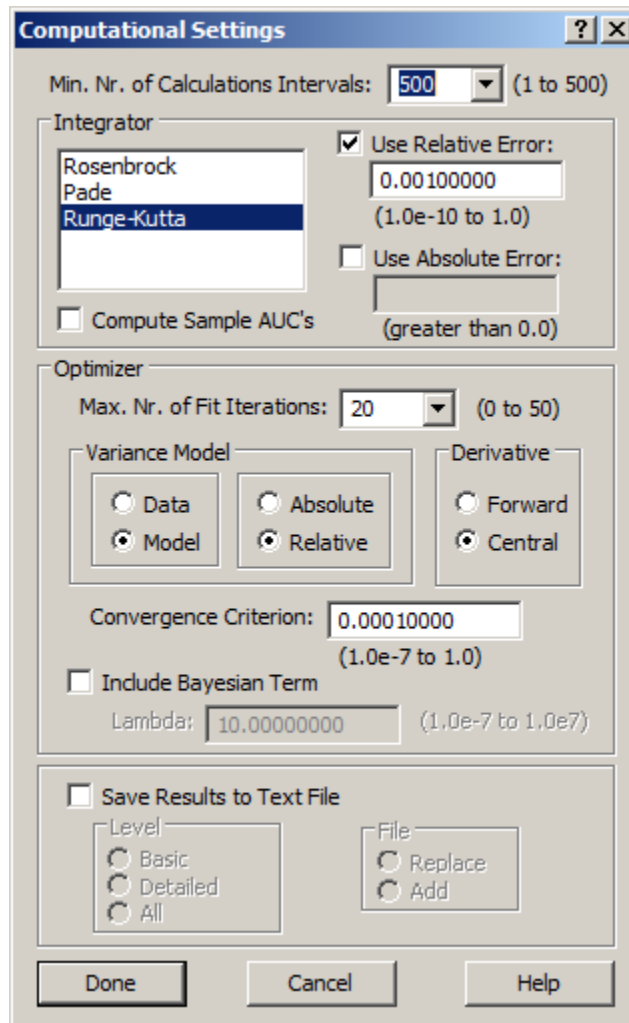 Computational Settings
Min. Nr. of Calculations Intervals: 500 (1 to 500)
Integrator
Rosenbrock
Pade
Runge-Kutta
Use Relative Error:
0.00100000
(1.0e-10 to 1.0)
Use Absolute Error:
(greater than 0.0)
Compute Sample AUC's
Optimizer
Max. Nr. of Fit Iterations: 20 (0 to 50)
Variance Model
Data
Model
Absolute
Relative
Derivative
Forward
Central
Convergence Criterion: 0.00010000
(1.0e-7 to 1.0)
Include Bayesian Term
Lambda: 10.00000000 (1.0e-7 to 1.0e7)
Save Results to Text File
Level
Basic
Detailed
All
File
Replace
Add
Done Cancel Help